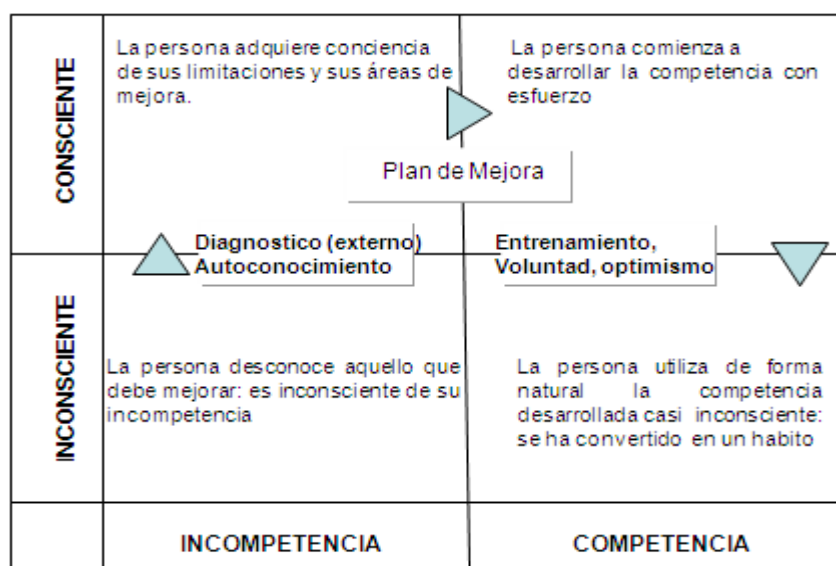 CONSCIENTE
La persona adquiere conciencia
de sus limitaciones y sus áreas de
mejora.
La persona comienza a
desarrollar la competencia con
esfuerzo
Plan de Mejora
Diagnostico (externo)
Autoconocimiento
Entrenamiento,
Voluntad, optimismo
INCONSCIENTE
La persona desconoce aquello que
debe mejorar: es inconsciente de su
incompetencia
La persona utiliza de forma
natural la competencia
desarrollada casi inconsciente:
se ha convertido en un habito
INCOMPETENCIA
COMPETENCIA